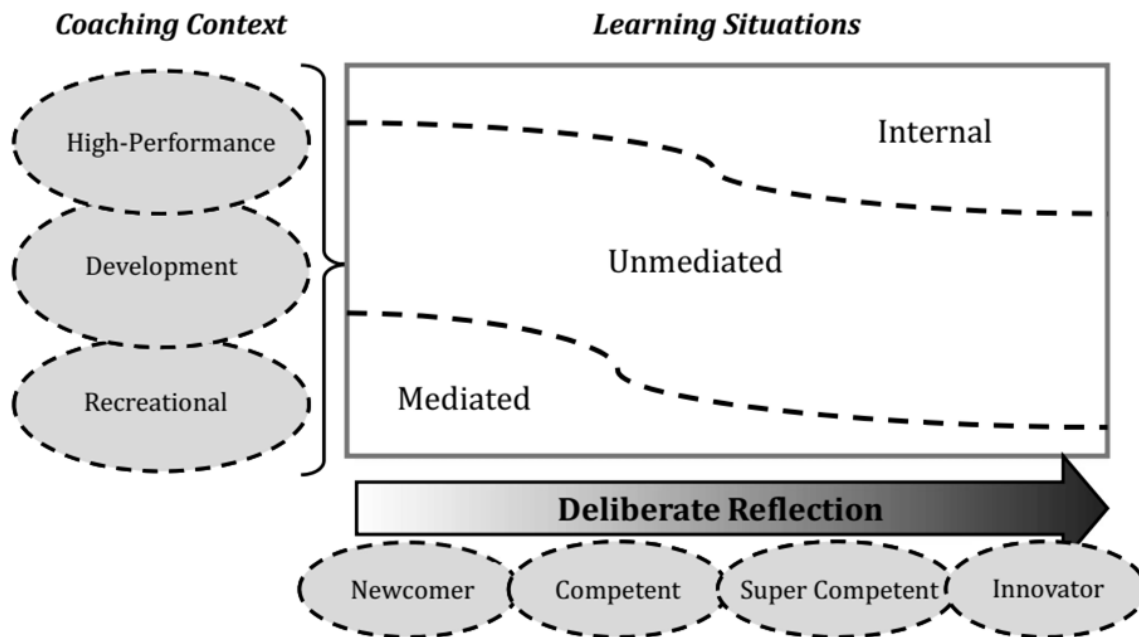 Coaching Context
Learning Situations
High-Performance
Development
Recreational
Internal
Unmediated
Mediated
Deliberate Reflection
Newcomer
Competent
Super Competent
Innovator